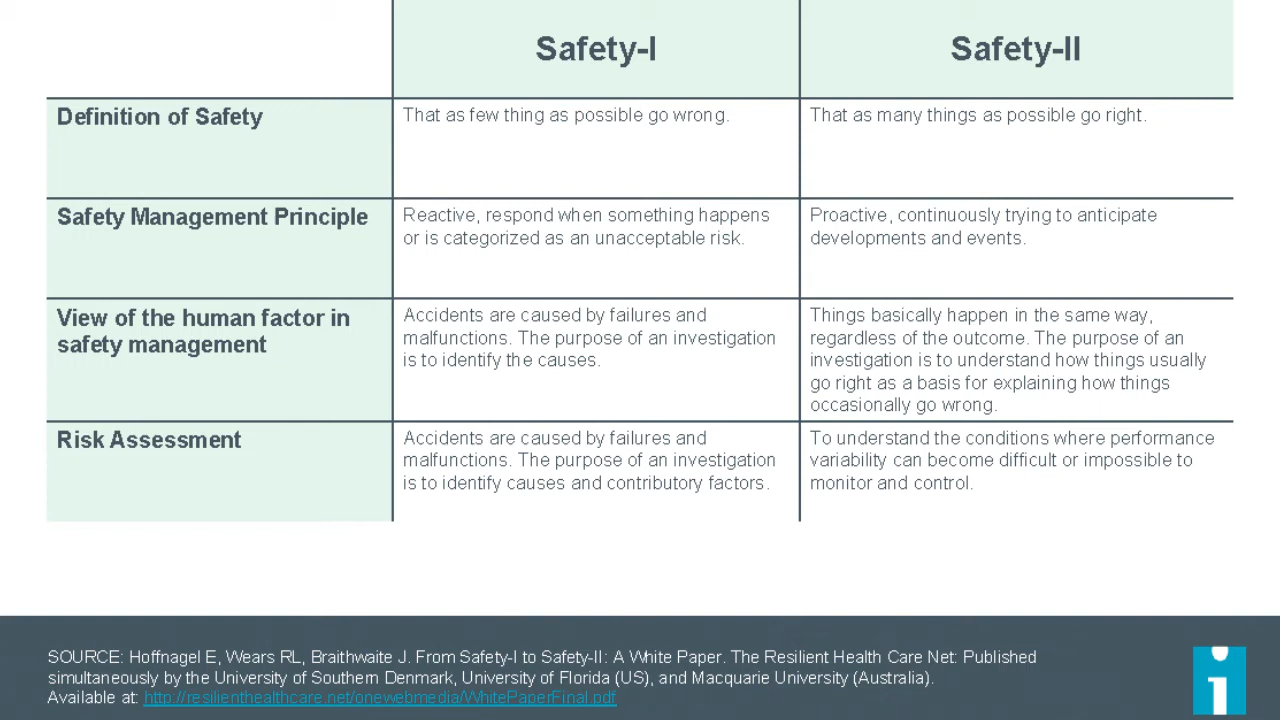 Safety-I
Safety-II
Definition of Safety
That as few thing as possible go wrong.
That as many things as possible go right.
Safety Management Principle
Reactive, respond when something happens
or is categorized as an unacceptable risk.
Proactive, continuously trying to anticipate
developments and events.
View of the human factor in
safety management
Accidents are caused by failures and
malfunctions. The purpose of an investigation
is to identify the causes.
Things basically happen in the same way,
regardless of the outcome. The purpose of an
investigation is to understand how things usually
go right as a basis for explaining how things
occasionally go wrong.
Risk Assessment
Accidents are caused by failures and
malfunctions. The purpose of an investigation
is to identify causes and contributory factors.
To understand the conditions where performance
variability can become difficult or impossible to
monitor and control.
SOURCE: Hoffnagel E, Wears RL, Braithwaite J. From Safety-I to Safety-II: A White Paper. The Resilient Health Care Net: Published
simultaneously by the University of Southern Denmark, University of Florida (US), and Macquarie University (Australia).
Available at: http://resilienthealthcare.net/onewebmedia/WhitePaperFinal.pdf
i